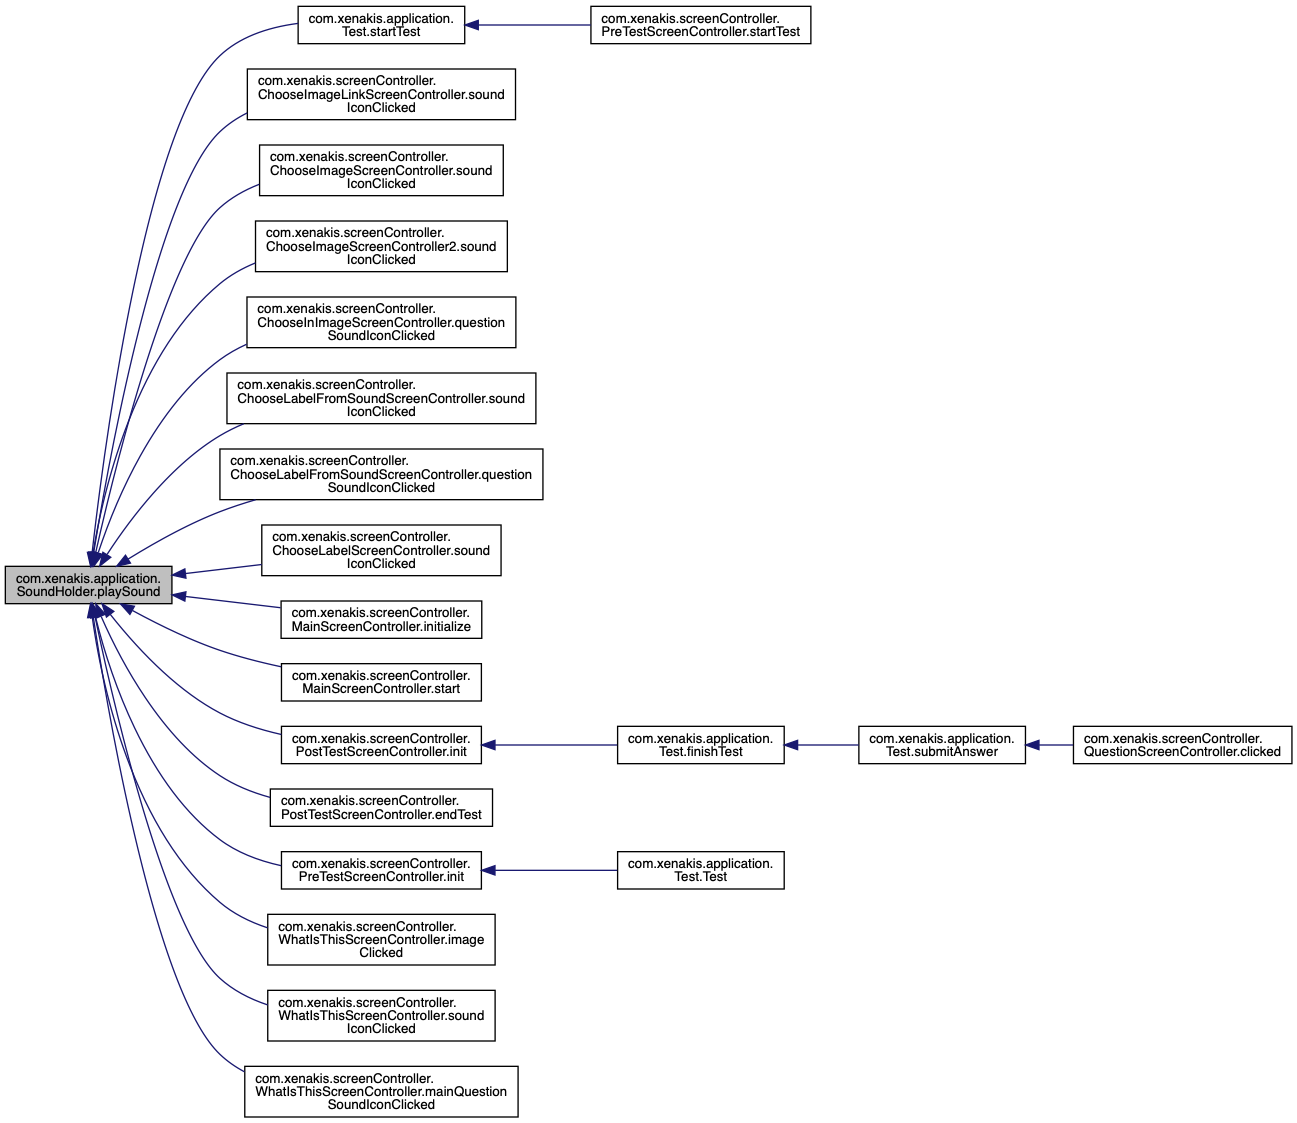 com.xenakis.application.
Test.startTest
com.xenakis.screenController.
PreTestScreenController.startTest
com.xenakis.screenController.
ChooseImageLinkScreenController.sound
IconClicked
com.xenakis.screenController.
ChooseImageScreenController.sound
IconClicked
com.xenakis.screenController.
ChooseImageScreenController2.sound
IconClicked
com.xenakis.screenController.
ChooseInImageScreenController.question
SoundIconClicked
com.xenakis.screenController.
ChooseLabelFromSoundScreenController.sound
IconClicked
com.xenakis.screenController.
ChooseLabelFromSoundScreenController.question
SoundIconClicked
com.xenakis.screenController.
ChooseLabelScreenController.sound
IconClicked
com.xenakis.application.
SoundHolder.playSound
com.xenakis.screenController.
MainScreenController.initialize
com.xenakis.screenController.
MainScreenController.start
com.xenakis.screenController.
PostTestScreenController.init
com.xenakis.application.
Test.finishTest
com.xenakis.application.
Test.submitAnswer
com.xenakis.screenController.
QuestionScreenController.clicked
com.xenakis.screenController.
PostTestScreenController.endTest
com.xenakis.screenController.
PreTestScreenController.init
com.xenakis.application.
Test.Test
com.xenakis.screenController.
WhatIsThisScreenController.image
Clicked
com.xenakis.screenController.
WhatIsThisScreenController.sound
IconClicked
com.xenakis.screenController.
WhatIsThisScreenController.mainQuestion
SoundIconClicked